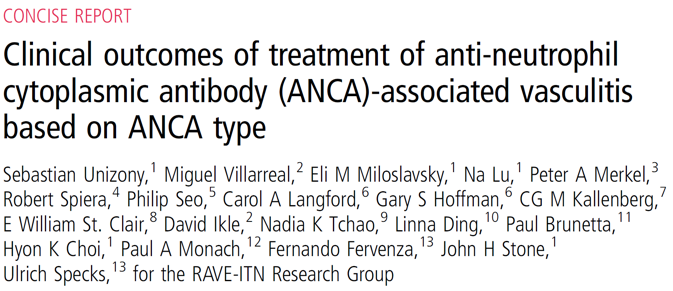 CONCISE REPORT
Clinical outcomes of treatment of anti-neutrophil
cytoplasmic antibody (ANCA)-associated vasculitis
based on ANCA type
Sebastian Unizony,¹ Miguel Villarreal,² Eli M Miloslavsky,¹ Na Lu,¹ Peter A Merkel,³
Robert Spiera,⁴ Philip Seo,⁵ Carol A Langford,⁶ Gary S Hoffman,⁶ CG M Kallenberg,⁷
E William St. Clair,⁸ David Ikle,² Nadia K Tchao,⁹ Linna Ding,¹⁰ Paul Brunetta,¹¹
Hyon K Choi,¹ Paul A Monach,¹² Fernando Fervenza,¹³ John H Stone,¹
Ulrich Specks,¹³ for the RAVE-ITN Research Group